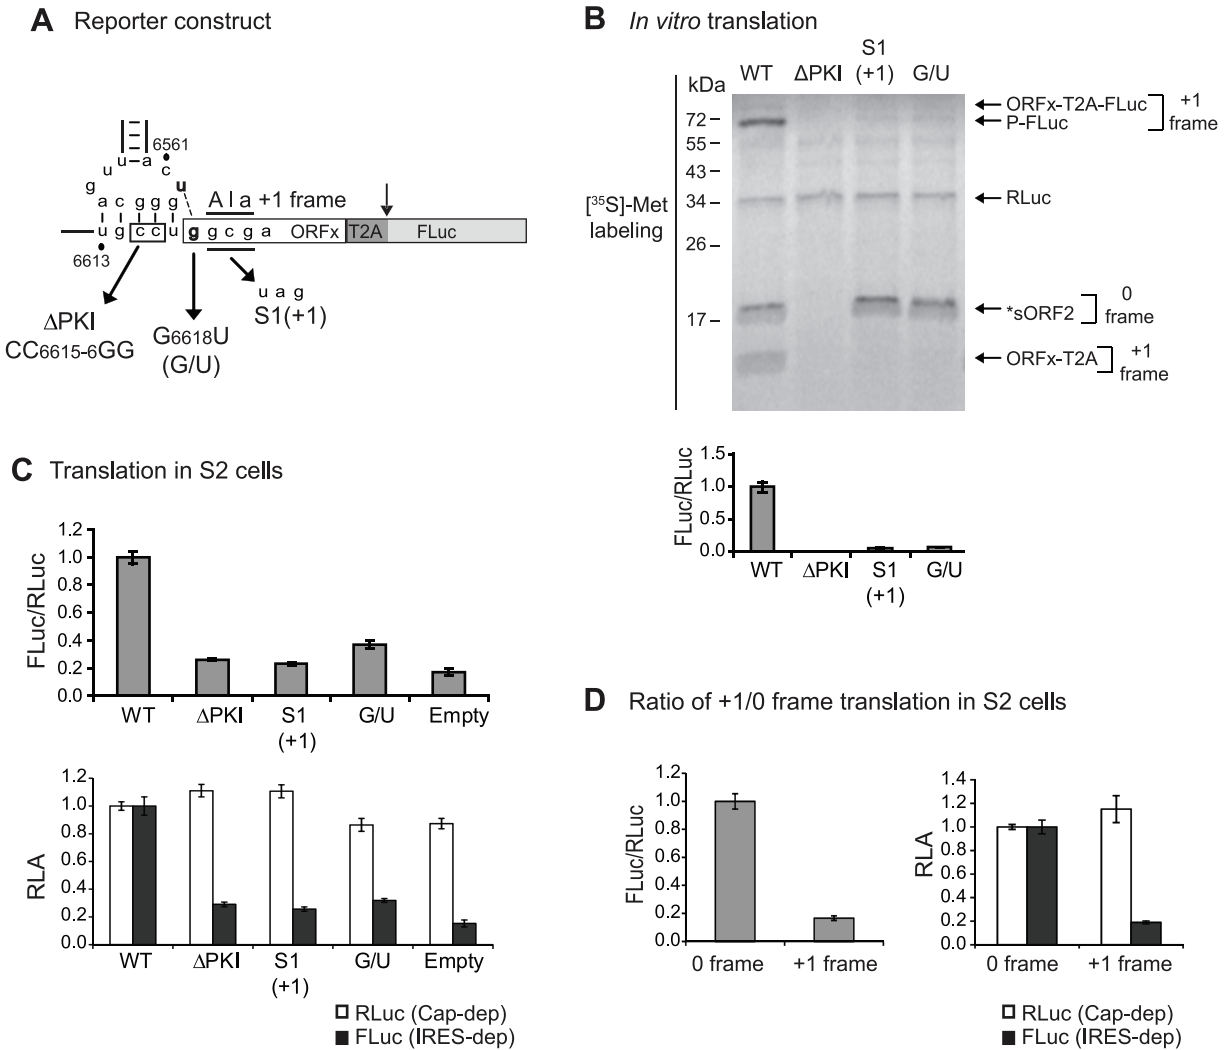 A Reporter construct
6561
u a
u c
g u u
a c g g g
u g c c u g g c g a
A l a +1 frame
ORFx T2A FLuc
6613
u a g
S1(+1)
ΔPKI
CC6615-6GG
G6618U
(G/U)
B In vitro translation
WT ΔPKI S1 (+1) G/U
kDa
72
55
43
34
26
17
[35S]-Met
labeling
ORFx-T2A-FLuc
P-FLuc
+1
frame
RLuc
*sORF2
0
frame
ORFx-T2A
+1
frame
FLuc/RLuc
1.5
1.0
0.5
0.0
WT ΔPKI S1 (+1) G/U
C Translation in S2 cells
FLuc/RLuc
1.2
1.0
0.8
0.6
0.4
0.2
0.0
WT ΔPKI S1 (+1) G/U Empty
RLA
1.2
1.0
0.8
0.6
0.4
0.2
0.0
WT ΔPKI S1 (+1) G/U Empty
RLuc (Cap-dep)
FLuc (IRES-dep)
D Ratio of +1/0 frame translation in S2 cells
FLuc/RLuc
1.2
1.0
0.8
0.6
0.4
0.2
0.0
0 frame +1 frame
RLA
1.4
1.2
1.0
0.8
0.6
0.4
0.2
0
0 frame +1 frame
RLuc (Cap-dep)
FLuc (IRES-dep)